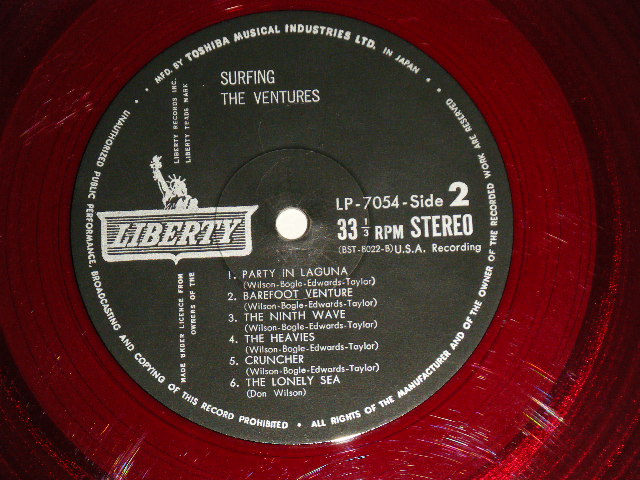 • MFD. BY TOSHIBA MUSICAL INDUSTRIES LTD. IN JAPAN •
SURFING
THE VENTURES
LIBERTY RECORDS INC.
LIBERTY TRADE MARK
LIBERTY
MADE UNDER LICENCE FROM
OWNERS OF THE
LP-7054-Side 2
33 1/3 RPM STEREO
(BST-8022-B) U.S.A. Recording
1. PARTY IN LAGUNA
(Wilson-Bogle-Edwards-Taylor)
2. BAREFOOT VENTURE
(Wilson-Bogle-Edwards-Taylor)
3. THE NINTH WAVE
(Wilson-Bogle-Edwards-Taylor)
4. THE HEAVIES
(Wilson-Bogle-Edwards-Taylor)
5. CRUNCHER
(Wilson-Bogle-Edwards-Taylor)
6. THE LONELY SEA
(Don Wilson)
UNAUTHORIZED PUBLIC PERFORMANCE, BROADCASTING AND COPYING OF THIS RECORD PROHIBITED • ALL RIGHTS OF THE MANUFACTURER AND OF THE OWNER OF THE RECORDED WORK ARE RESERVED